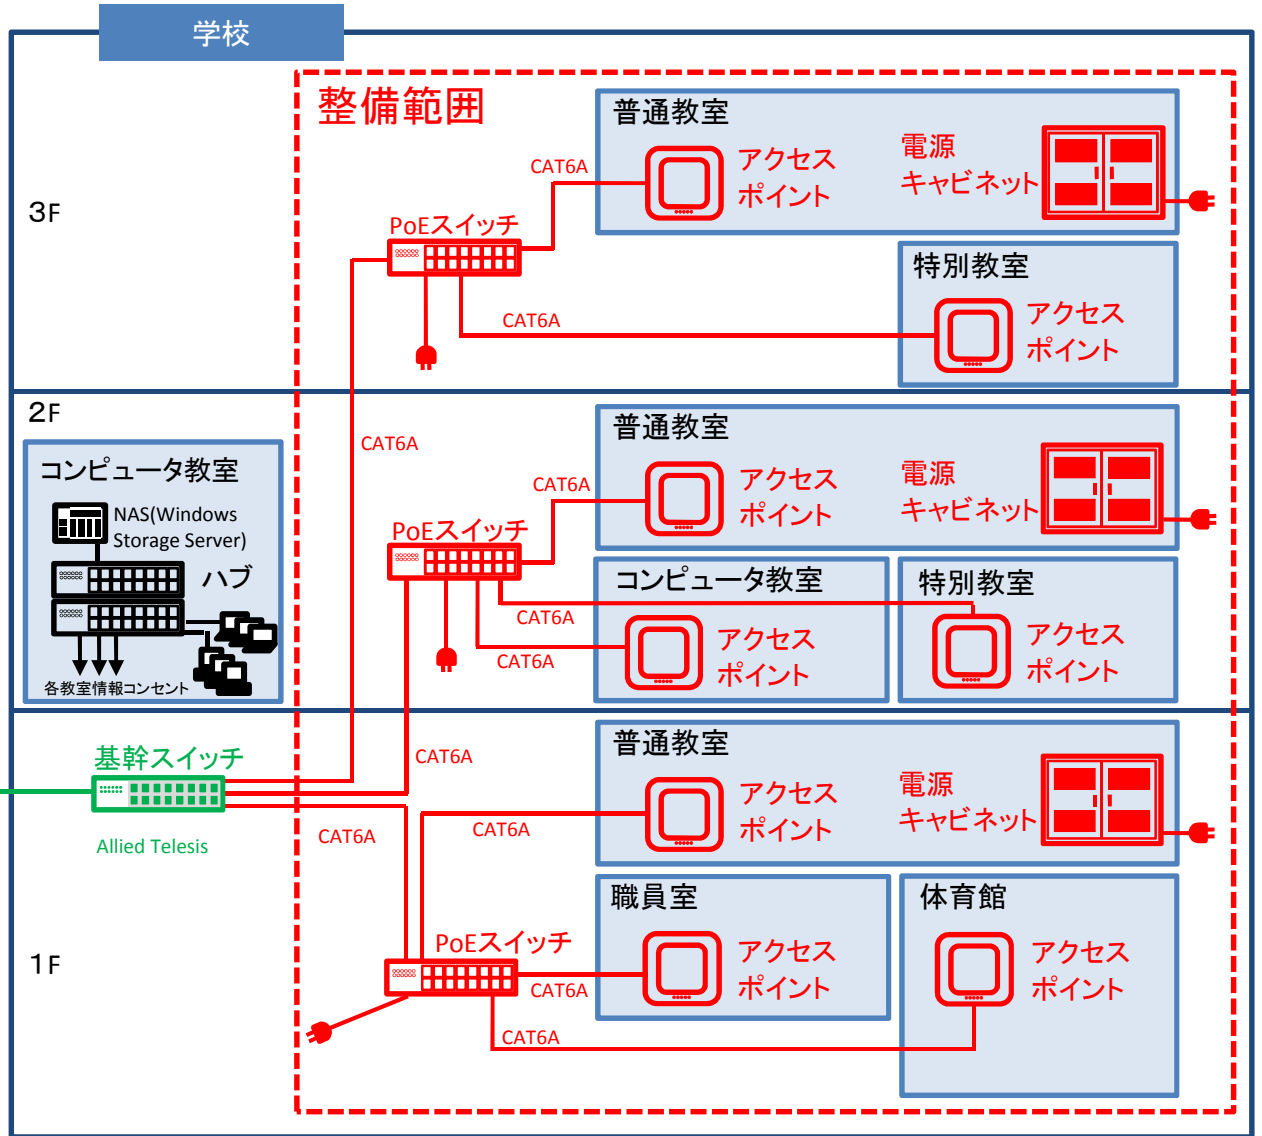 学校
整備範囲
3F
普通教室
アクセス
ポイント
電源
キャビネット
CAT6A
PoEスイッチ
特別教室
アクセス
ポイント
CAT6A
2F
CAT6A
コンピュータ教室
NAS(Windows
Storage Server)
ハブ
各教室情報コンセント
普通教室
アクセス
ポイント
電源
キャビネット
CAT6A
PoEスイッチ
コンピュータ教室
アクセス
ポイント
特別教室
アクセス
ポイント
CAT6A
CAT6A
基幹スイッチ
Allied Telesis
CAT6A
CAT6A
普通教室
アクセス
ポイント
電源
キャビネット
CAT6A
1F
PoEスイッチ
職員室
アクセス
ポイント
CAT6A
体育館
アクセス
ポイント
CAT6A